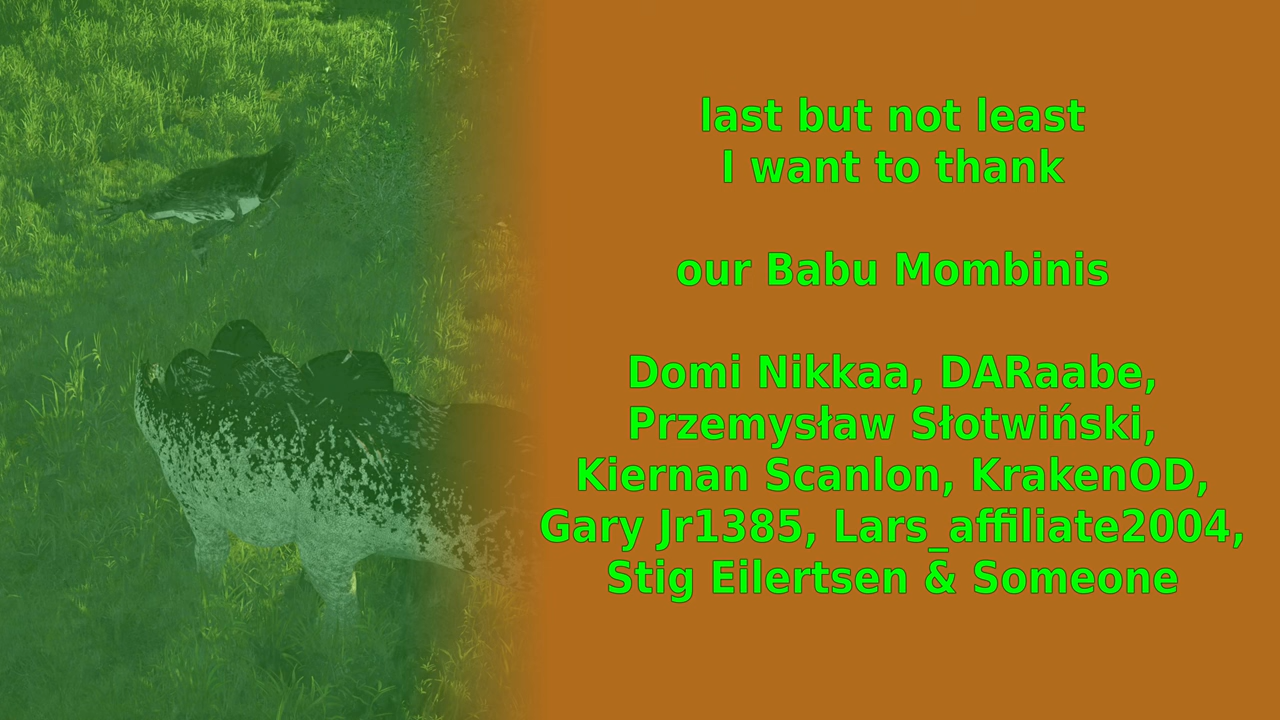 last but not least
I want to thank
our Babu Mombinis
Domi Nikkaa, DARaabe,
Przemysław Słotwiński,
Kiernan Scanlon, KrakenOD,
Gary Jr1385, Lars_affiliate2004,
Stig Eilertsen & Someone